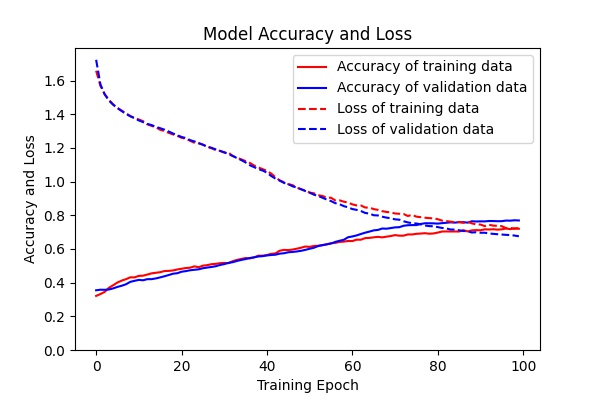 Model Accuracy and Loss
Accuracy of training data
Accuracy of validation data
Loss of training data
Loss of validation data
Accuracy and Loss
1.6
1.4
1.2
1.0
0.8
0.6
0.4
0.2
0.0
0 20 40 60 80 100
Training Epoch